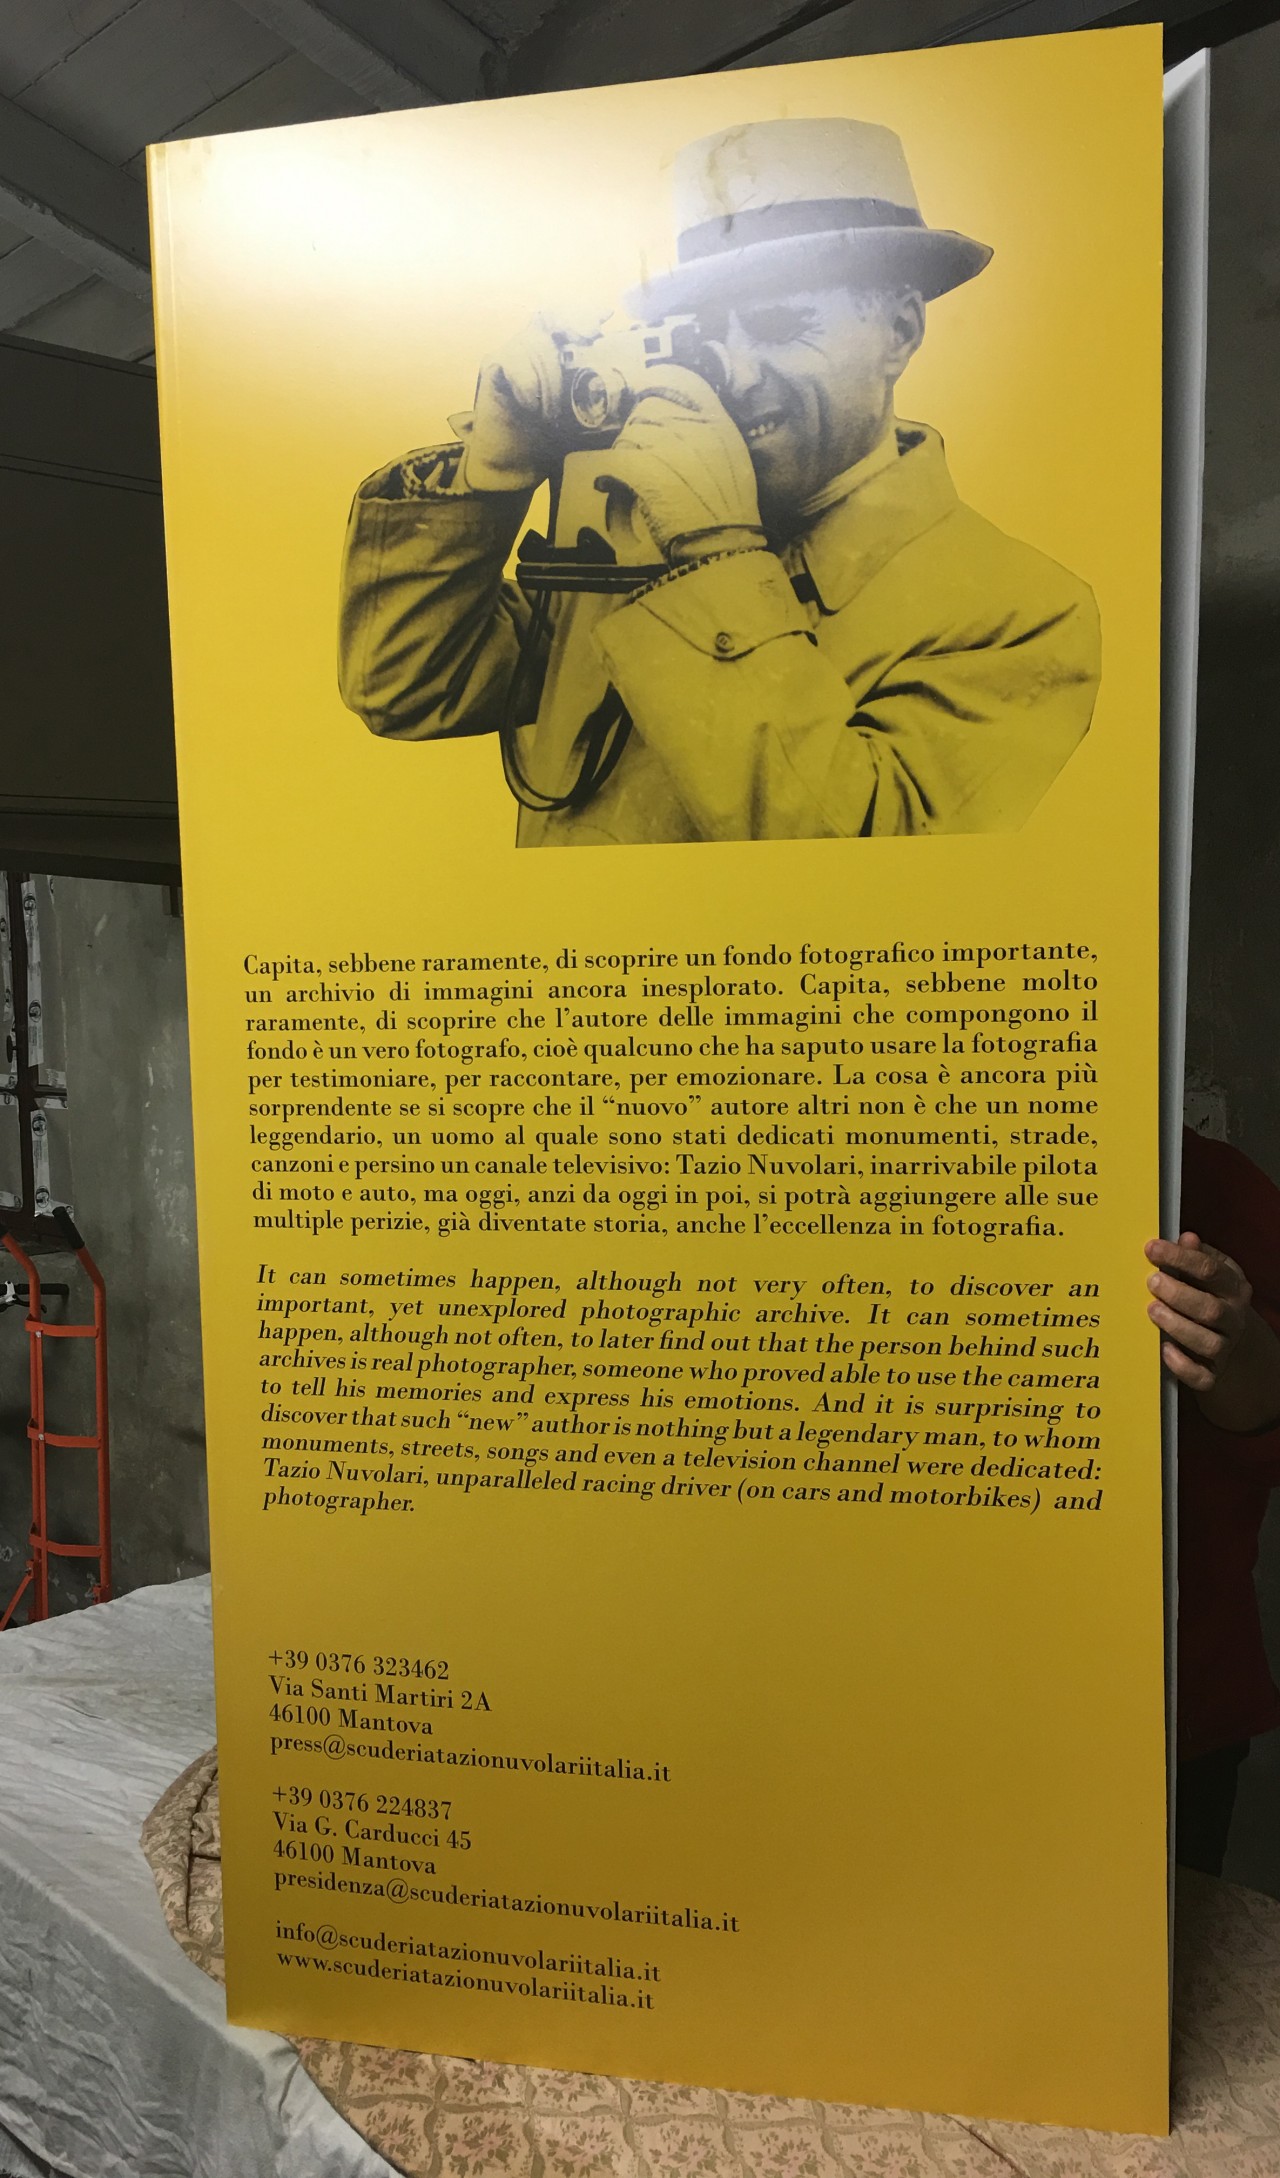 Capita, sebbene raramente, di scoprire un fondo fotografico importante,
un archivio di immagini ancora inesplorato. Capita, sebbene molto
raramente, di scoprire che l’autore delle immagini che compongono il
fondo è un vero fotografo, cioè qualcuno che ha saputo usare la fotografia
per testimoniare, per raccontare, per emozionare. La cosa è ancora più
sorprendente se si scopre che il “nuovo” autore altri non è che un nome
leggendario, un uomo al quale sono stati dedicati monumenti, strade,
canzoni e persino un canale televisivo: Tazio Nuvolari, inarrivabile pilota
di moto e auto, ma oggi, anzi da oggi in poi, si potrà aggiungere alle sue
multiple perizie, già diventate storia, anche l’eccellenza in fotografia.
It can sometimes happen, although not very often, to discover an
important, yet unexplored photographic archive. It can sometimes
happen, although not often, to later find out that the person behind such
archives is real photographer, someone who proved able to use the camera
to tell his memories and express his emotions. And it is surprising to
discover that such “new” author is nothing but a legendary man, to whom
monuments, streets, songs and even a television channel were dedicated:
Tazio Nuvolari, unparalleled racing driver (on cars and motorbikes) and
photographer.
+39 0376 323462
Via Santi Martiri 2A
46100 Mantova
press@scuderiatazionuvolariitalia.it
+39 0376 224837
Via G. Carducci 45
46100 Mantova
presidenza@scuderiatazionuvolariitalia.it
info@scuderiatazionuvolariitalia.it
www.scuderiatazionuvolariitalia.it